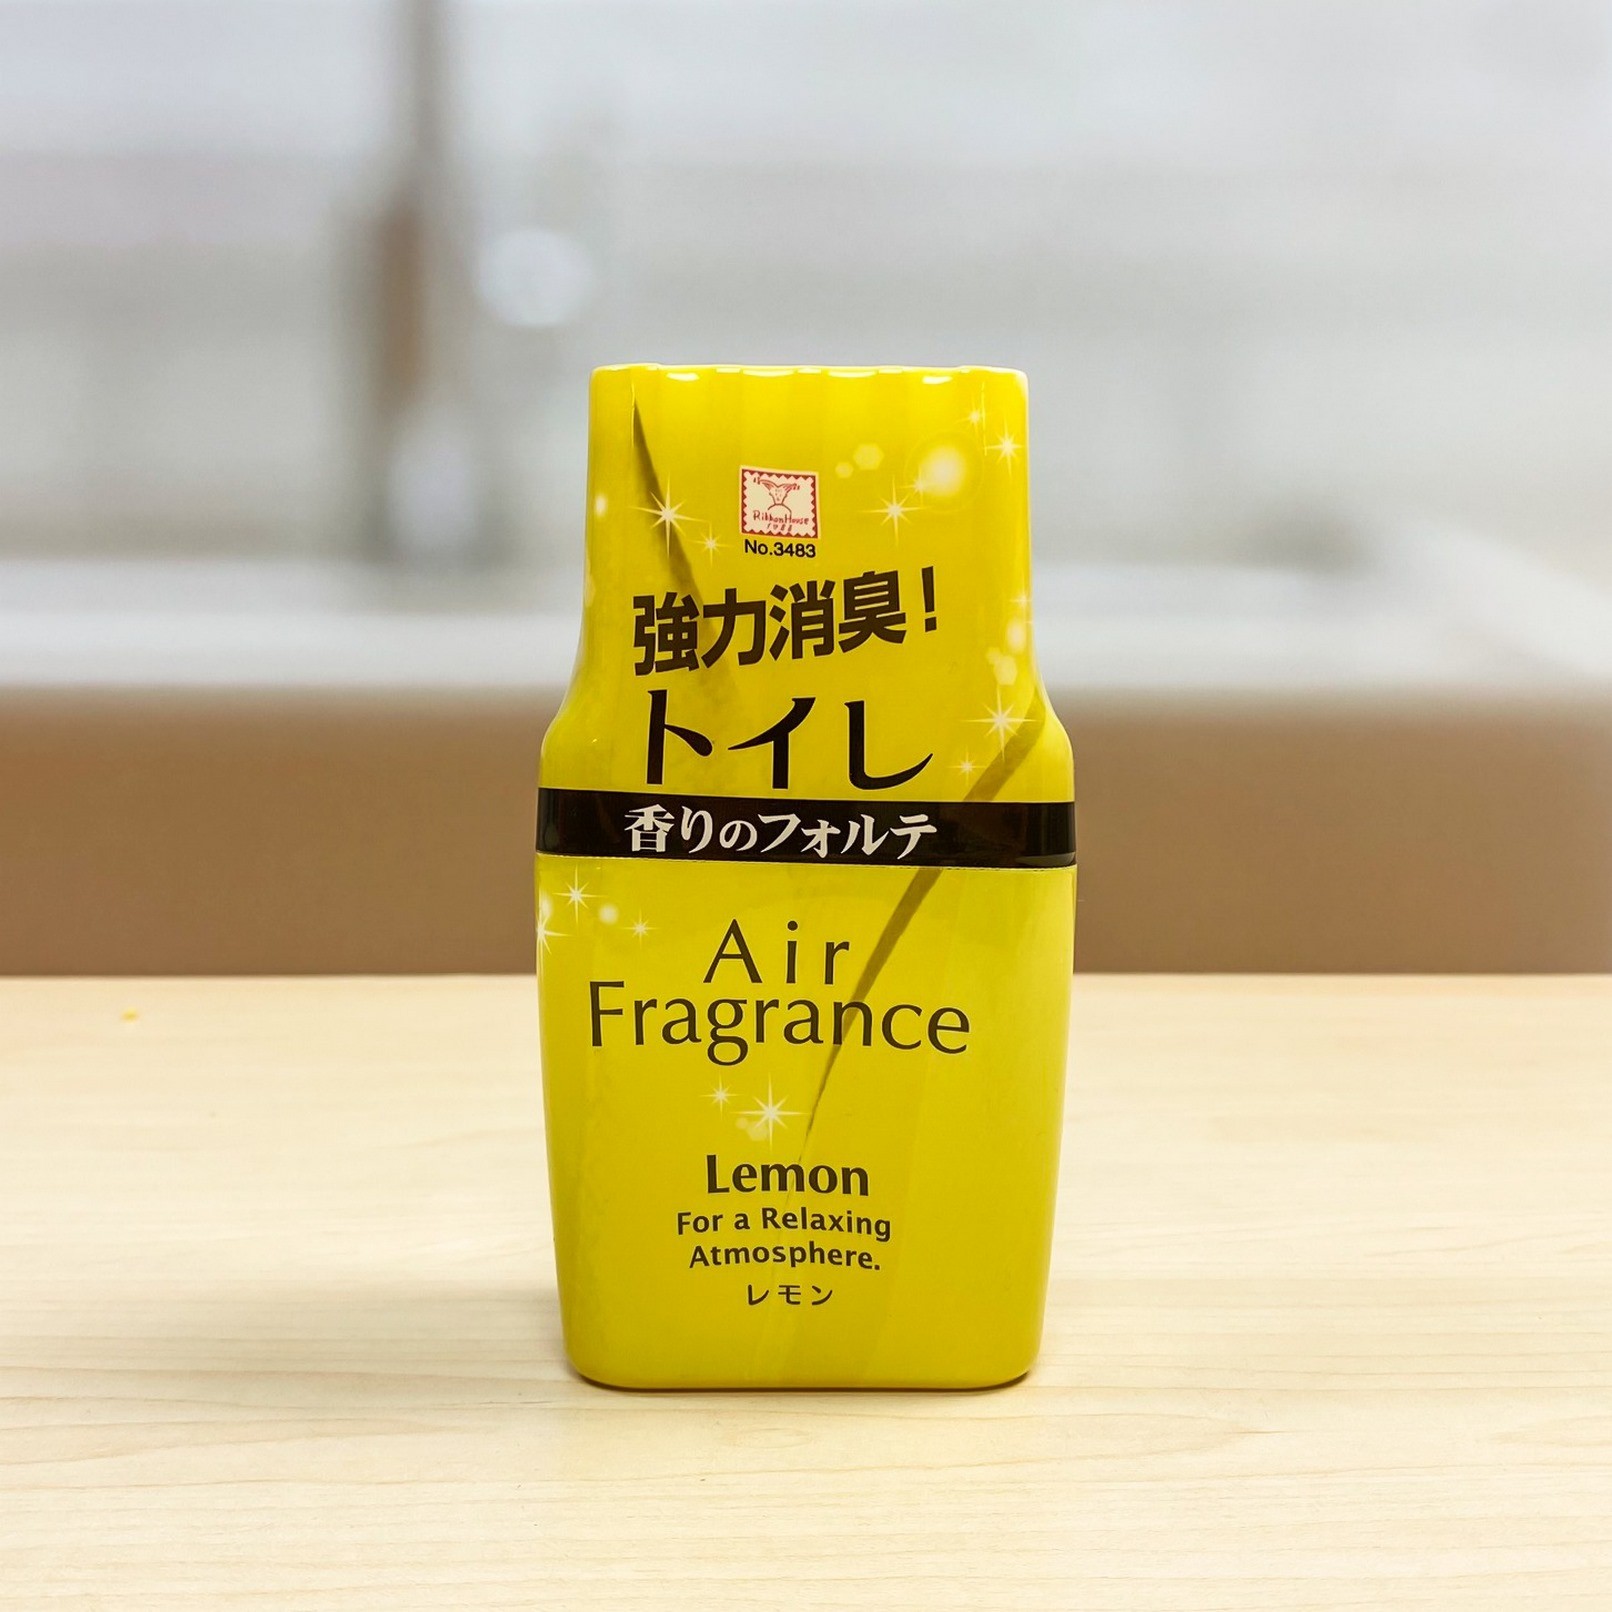 RibbonHouse
No.3483
強力消臭!
トイレ
香りのフォルテ
Air
Fragrance
Lemon
For a Relaxing
Atmosphere.
レモン